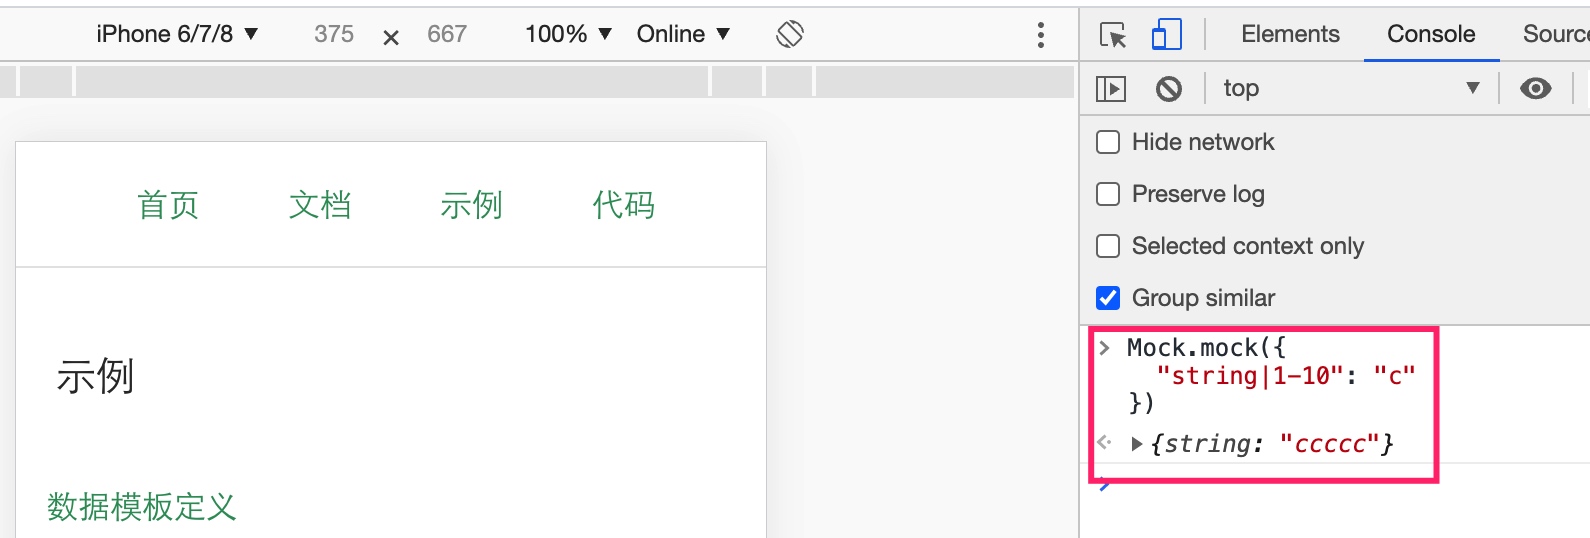 iPhone 6/7/8 ▼ 375 × 667 100% ▼ Online ▼
首页 文档 示例 代码
示例
数据模板定义
Elements Console Sourc
top ▼
Hide network
Preserve log
Selected context only
Group similar
> Mock.mock({
"string|1-10": "c"
})
{string: "ccccc"}
>